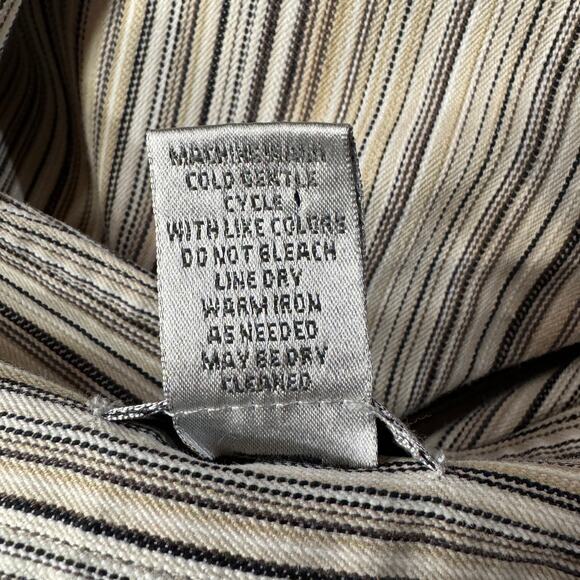 MACHINE WASH
COLD GENTLE
CYCLE
WITH LIKE COLORS
DO NOT BLEACH
LINE DRY
WARM IRON
AS NEEDED
MAY BE DRY
CLEANED